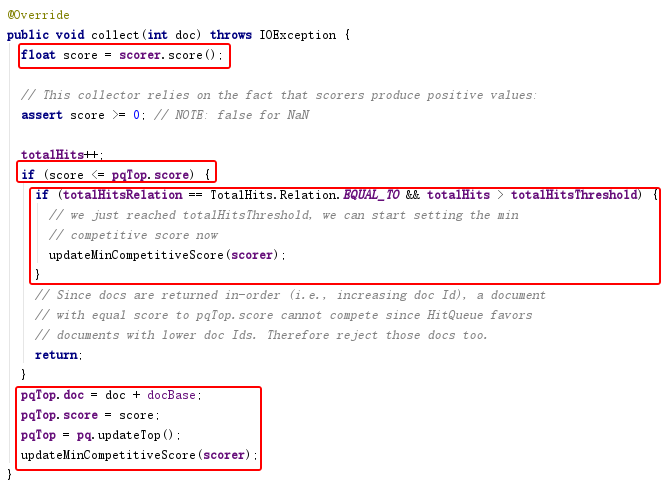 @Override
public void collect(int doc) throws IOException {
float score = scorer.score();
// This collector relies on the fact that scorers produce positive values:
assert score >= 0; // NOTE: false for NaN
totalHits++;
if (score <= pqTop.score) {
if (totalHitsRelation == TotalHits.Relation.EQUAL_TO && totalHits > totalHitsThreshold) {
// we just reached totalHitsThreshold, we can start setting the min
// competitive score now
updateMinCompetitiveScore(scorer);
}
// Since docs are returned in-order (i.e., increasing doc Id), a document
// with equal score to pqTop.score cannot compete since HitQueue favors
// documents with lower doc Ids. Therefore reject those docs too.
return;
}
pqTop.doc = doc + docBase;
pqTop.score = score;
pqTop = pq.updateTop();
updateMinCompetitiveScore(scorer);
}